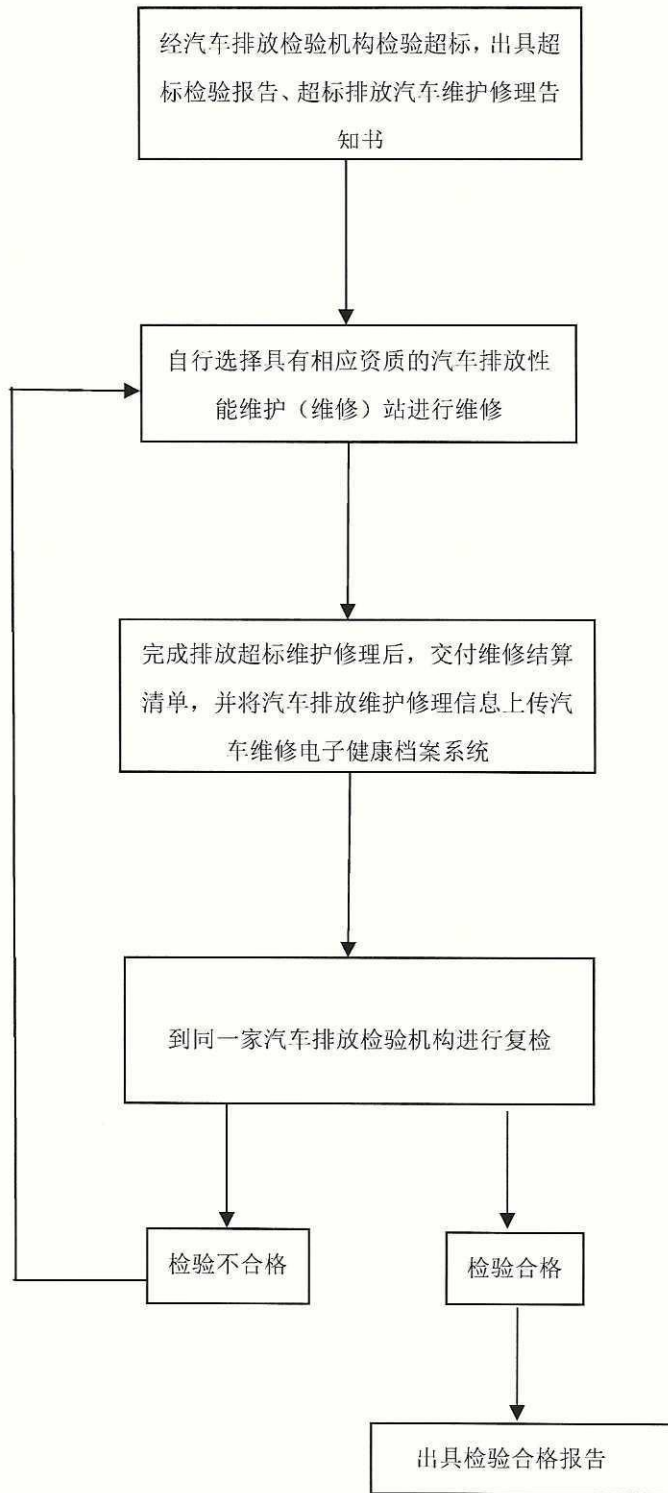 经汽车排放检验机构检验超标，出具超
标检验报告、超标排放汽车维护修理告
知书
自行选择具有相应资质的汽车排放性
能维护（维修）站进行维修
完成排放超标维护修理后，交付维修结算
清单，并将汽车排放维护修理信息上传汽
车维修电子健康档案系统
到同一家汽车排放检验机构进行复检
检验不合格
检验合格
出具检验合格报告